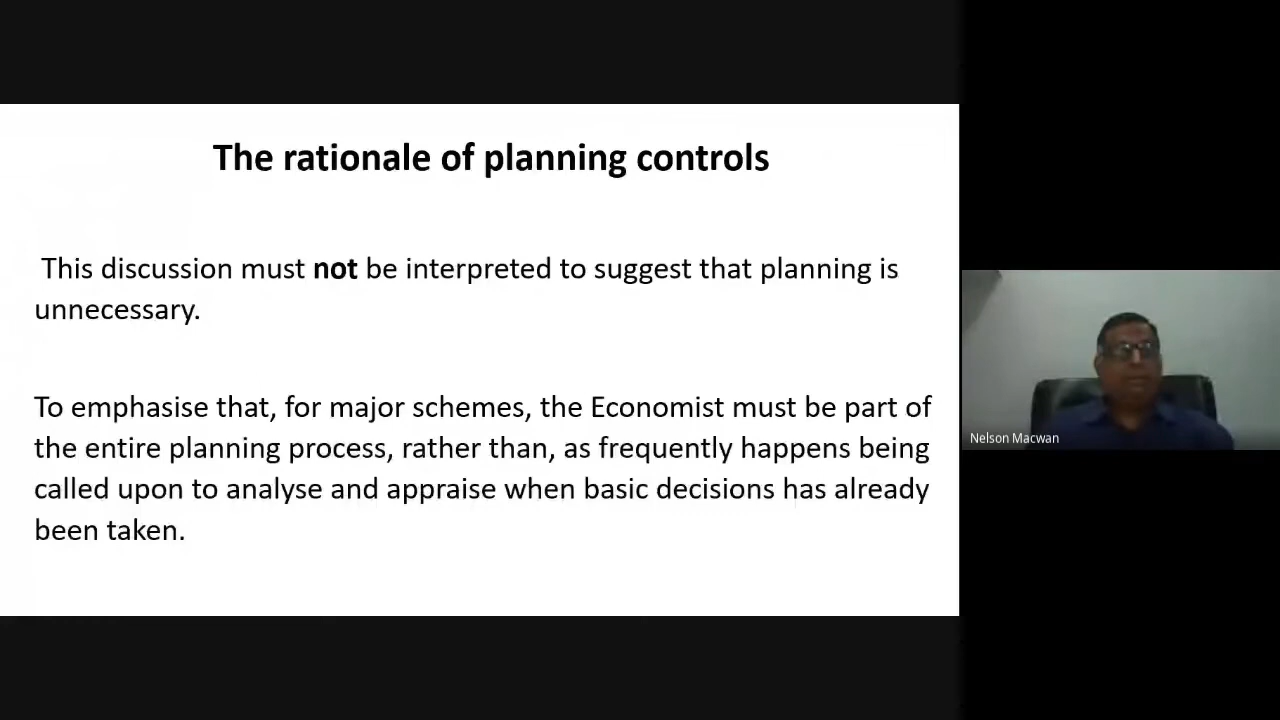 The rationale of planning controls
This discussion must not be interpreted to suggest that planning is
unnecessary.
To emphasise that, for major schemes, the Economist must be part of
the entire planning process, rather than, as frequently happens being
called upon to analyse and appraise when basic decisions has already
been taken.
Nelson Macwan